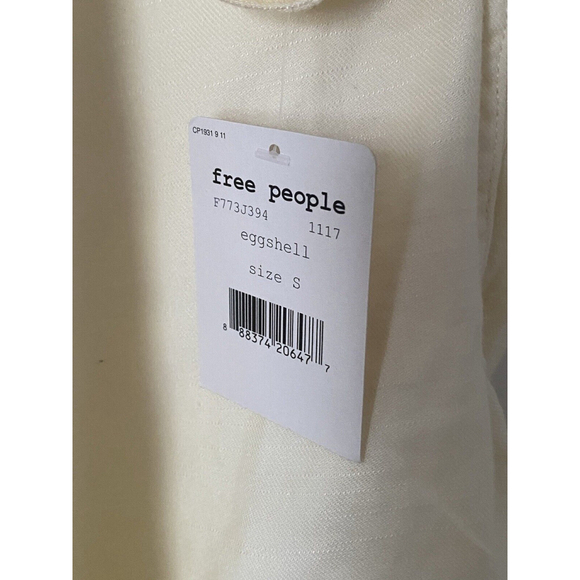 CP1931 9 11
free people
F773J394 1117
eggshell
size S
8 88374 20647 7